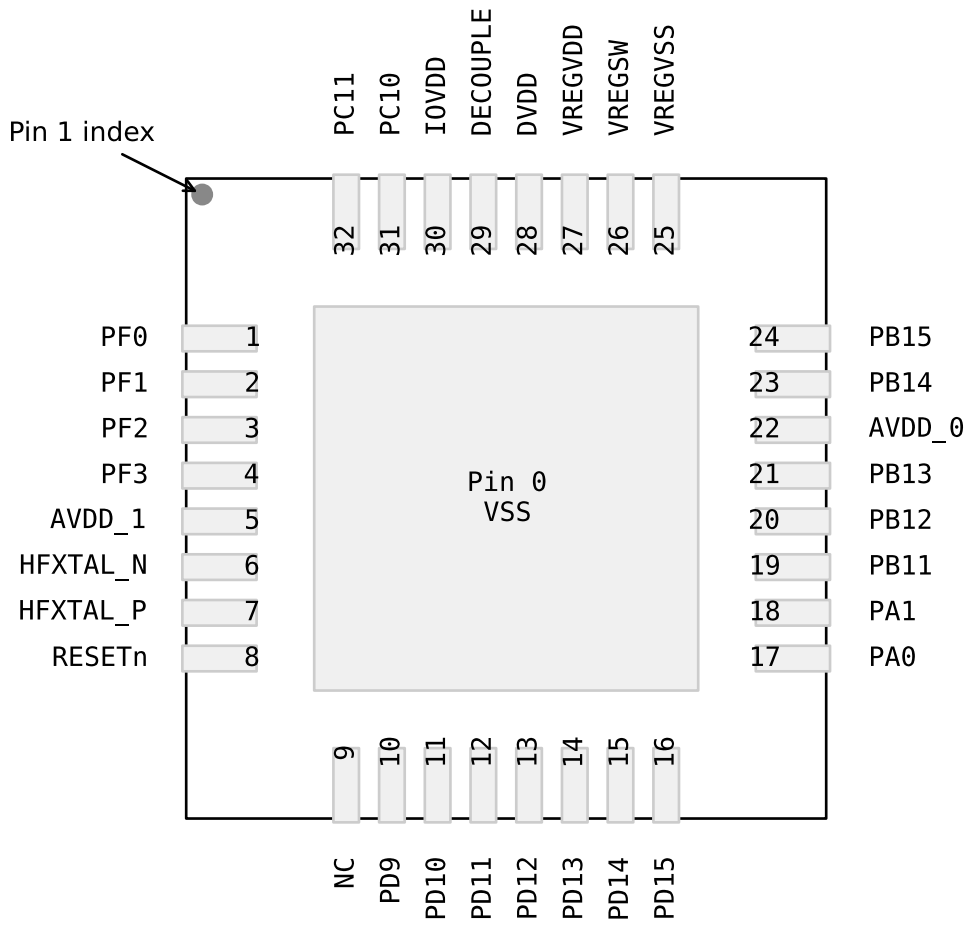 PC11
PC10
IOVDD
DECOUPLE
DVDD
VREGVDD
VREGSW
VREGVSS
Pin 1 index
32
31
30
29
28
27
26
25
PF0 1
24 PB15
PF1 2
23 PB14
PF2 3
22 AVDD_0
PF3 4
21 PB13
Pin 0
VSS
AVDD_1 5
20 PB12
HFXTAL_N 6
19 PB11
HFXTAL_P 7
18 PA1
RESETn 8
17 PA0
9
10
11
12
13
14
15
16
NC
PD9
PD10
PD11
PD12
PD13
PD14
PD15